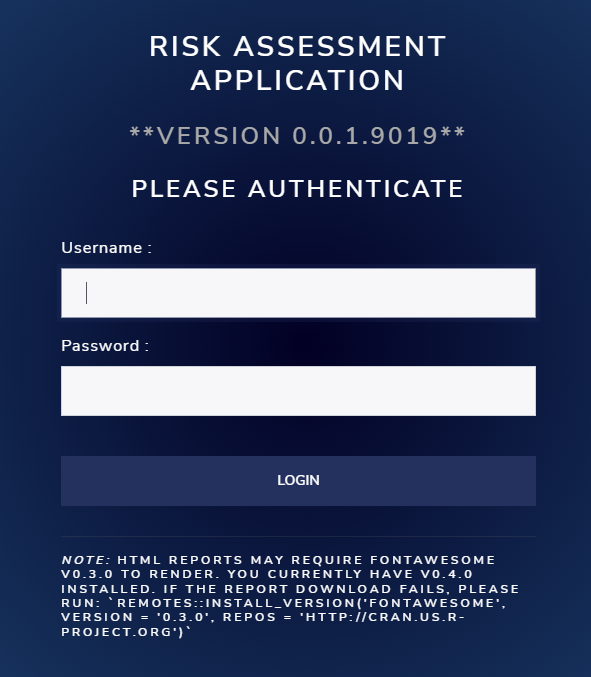 RISK ASSESSMENT
APPLICATION
**VERSION 0.0.1.9019**
PLEASE AUTHENTICATE
Username :
Password :
LOGIN
NOTE: HTML REPORTS MAY REQUIRE FONTAWESOME
V0.3.0 TO RENDER. YOU CURRENTLY HAVE V0.4.0
INSTALLED. IF THE REPORT DOWNLOAD FAILS, PLEASE
RUN: `REMOTES::INSTALL_VERSION('FONTAWESOME',
VERSION = '0.3.0', REPOS = 'HTTP://CRAN.US.R-
PROJECT.ORG')`